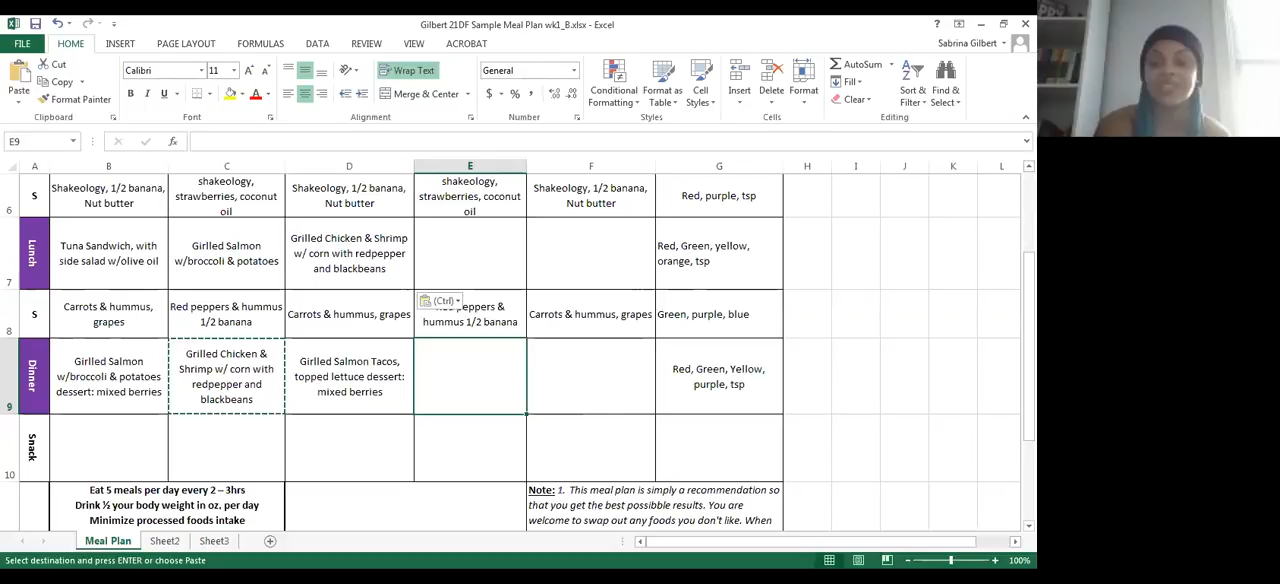 Gilbert 21DF Sample Meal Plan wk1_B.xlsx - Excel
FILE HOME INSERT PAGE LAYOUT FORMULAS DATA REVIEW VIEW ACROBAT Sabrina Gilbert
Cut
Copy
Format Painter
Paste
Clipboard
Calibri 11
B I U
Font
Wrap Text
Merge & Center
Alignment
General
$ % ,
Number
Conditional Formatting
Format as Table
Cell Styles
Styles
Insert Delete Format
Cells
AutoSum
Fill
Clear
Sort & Filter
Find & Select
Editing
E9 fx
A B C D E F G H I J K L
6
S
Shakeology, 1/2 banana,
Nut butter
shakeology,
strawberries, coconut
oil
Shakeology, 1/2 banana,
Nut butter
shakeology,
strawberries, coconut
oil
Shakeology, 1/2 banana,
Nut butter
Red, purple, tsp
7
Lunch
Tuna Sandwich, with
side salad w/olive oil
Girlled Salmon
w/broccoli & potatoes
Grilled Chicken & Shrimp
w/ corn with redpepper
and blackbeans
Red, Green, yellow,
orange, tsp
8
S
Carrots & hummus,
grapes
Red peppers & hummus
1/2 banana
Carrots & hummus, grapes
(Ctrl)
peppers &
hummus 1/2 banana
Carrots & hummus, grapes
Green, purple, blue
9
Dinner
Girlled Salmon
w/broccoli & potatoes
dessert: mixed berries
Grilled Chicken &
Shrimp w/ corn with
redpepper and
blackbeans
Girlled Salmon Tacos,
topped lettuce dessert:
mixed berries
Red, Green, Yellow,
purple, tsp
10
Snack
Eat 5 meals per day every 2 – 3hrs
Drink ½ your body weight in oz. per day
Minimize processed foods intake
Note: 1. This meal plan is simply a recommendation so
that you get the best possibble results. You are
welcome to swap out any foods you don't like. When
Meal Plan Sheet2 Sheet3
Select destination and press ENTER or choose Paste
100%